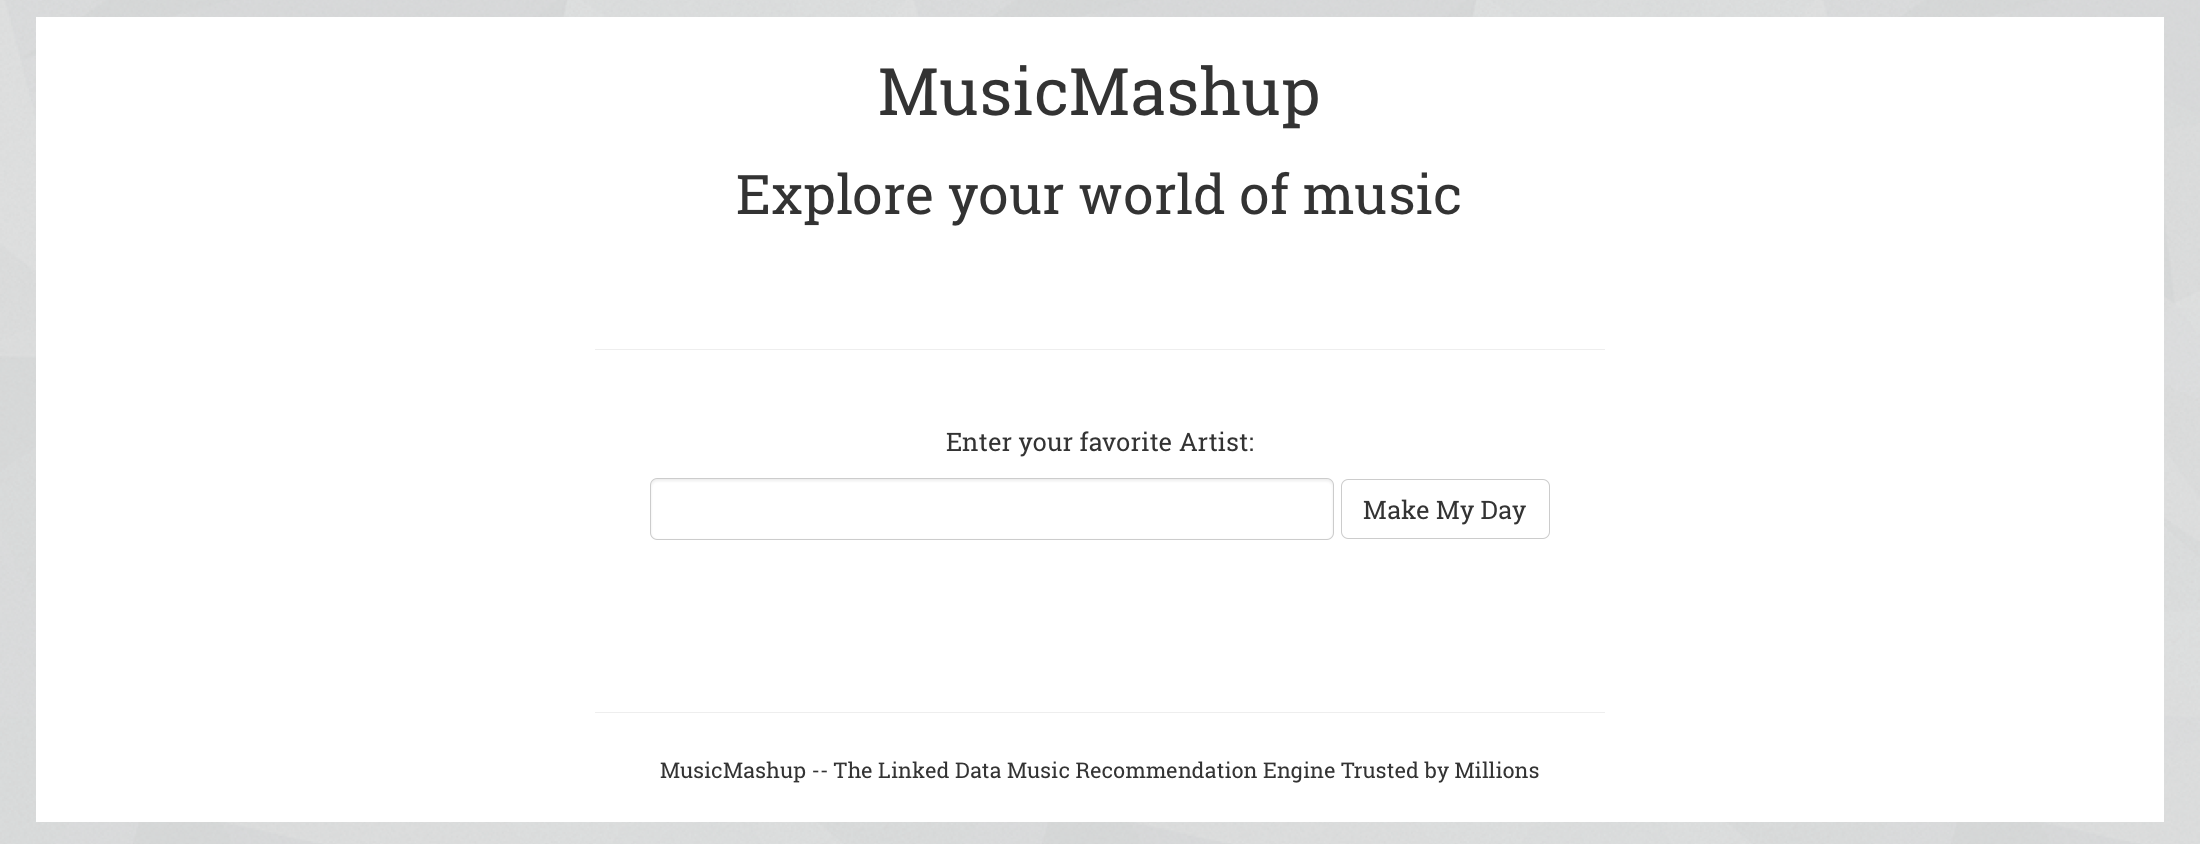 MusicMashup
Explore your world of music
Enter your favorite Artist:
Make My Day
MusicMashup -- The Linked Data Music Recommendation Engine Trusted by Millions